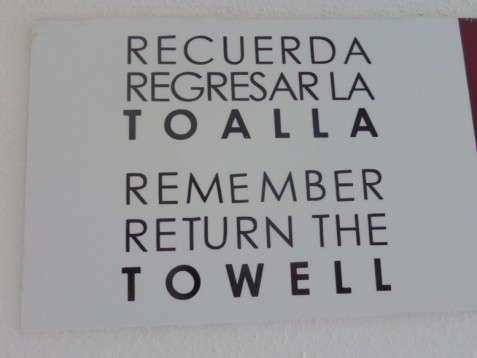 RECUERDA
REGRESAR LA
TOALLA
REMEMBER
RETURN THE
TOWELL